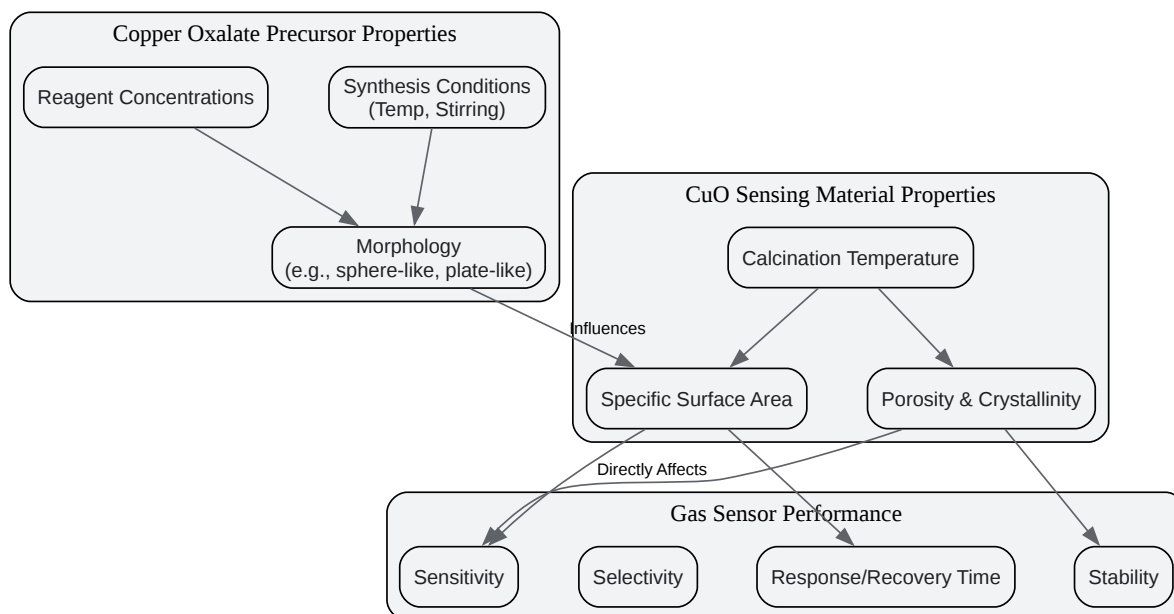 Copper Oxalate Precursor Properties
Reagent Concentrations
Synthesis Conditions
(Temp, Stirring)
Morphology
(e.g., sphere-like, plate-like)
CuO Sensing Material Properties
Calcination Temperature
Influences
Specific Surface Area
Porosity & Crystallinity
Directly Affects
Gas Sensor Performance
Sensitivity
Selectivity
Response/Recovery Time
Stability